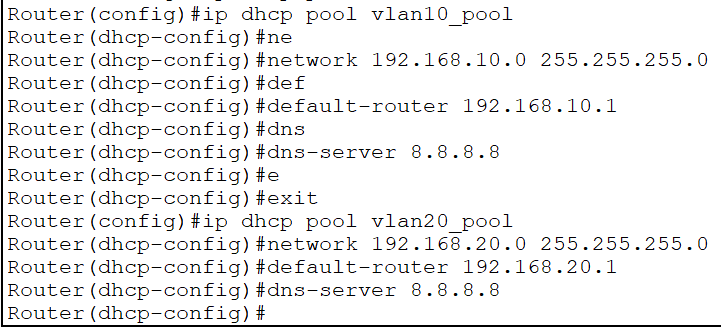 Router(config)#ip dhcp pool vlan10_pool
Router(dhcp-config)#ne
Router(dhcp-config)#network 192.168.10.0 255.255.255.0
Router(dhcp-config)#def
Router(dhcp-config)#default-router 192.168.10.1
Router(dhcp-config)#dns
Router(dhcp-config)#dns-server 8.8.8.8
Router(dhcp-config)#e
Router(dhcp-config)#exit
Router(config)#ip dhcp pool vlan20_pool
Router(dhcp-config)#network 192.168.20.0 255.255.255.0
Router(dhcp-config)#default-router 192.168.20.1
Router(dhcp-config)#dns-server 8.8.8.8
Router(dhcp-config)#